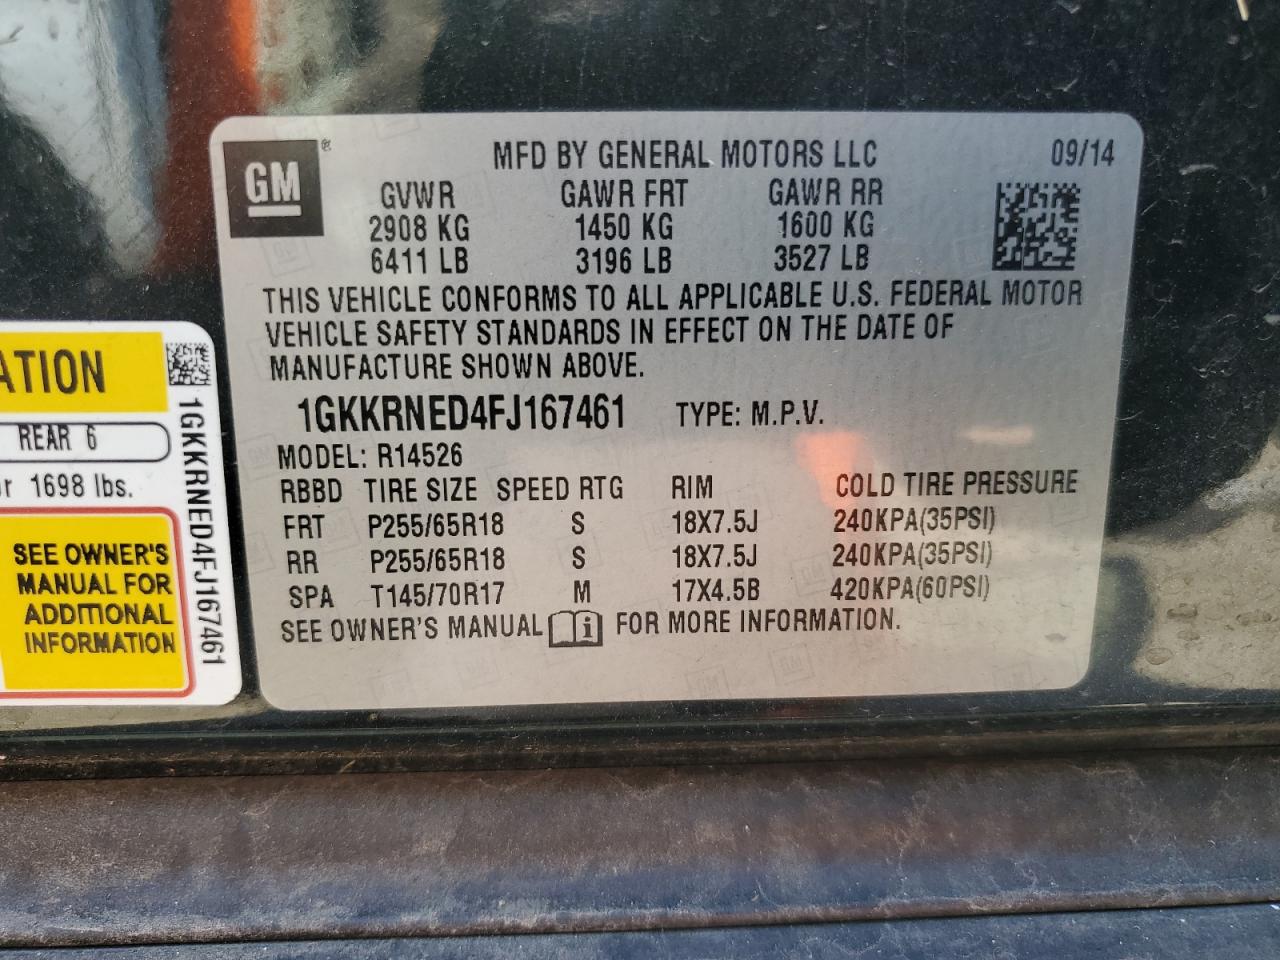 GM
®
MFD BY GENERAL MOTORS LLC 09/14
GVWR GAWR FRT GAWR RR
2908 KG 1450 KG 1600 KG
6411 LB 3196 LB 3527 LB
THIS VEHICLE CONFORMS TO ALL APPLICABLE U.S. FEDERAL MOTOR
VEHICLE SAFETY STANDARDS IN EFFECT ON THE DATE OF
MANUFACTURE SHOWN ABOVE.
1GKKRNED4FJ167461 TYPE: M.P.V.
MODEL: R14526
RBBD TIRE SIZE SPEED RTG RIM COLD TIRE PRESSURE
FRT P255/65R18 S 18X7.5J 240KPA(35PSI)
RR P255/65R18 S 18X7.5J 240KPA(35PSI)
SPA T145/70R17 M 17X4.5B 420KPA(60PSI)
SEE OWNER'S MANUAL i FOR MORE INFORMATION.
ATION
REAR 6
r 1698 lbs.
SEE OWNER'S
MANUAL FOR
ADDITIONAL
INFORMATION
1GKKRNED4FJ167461